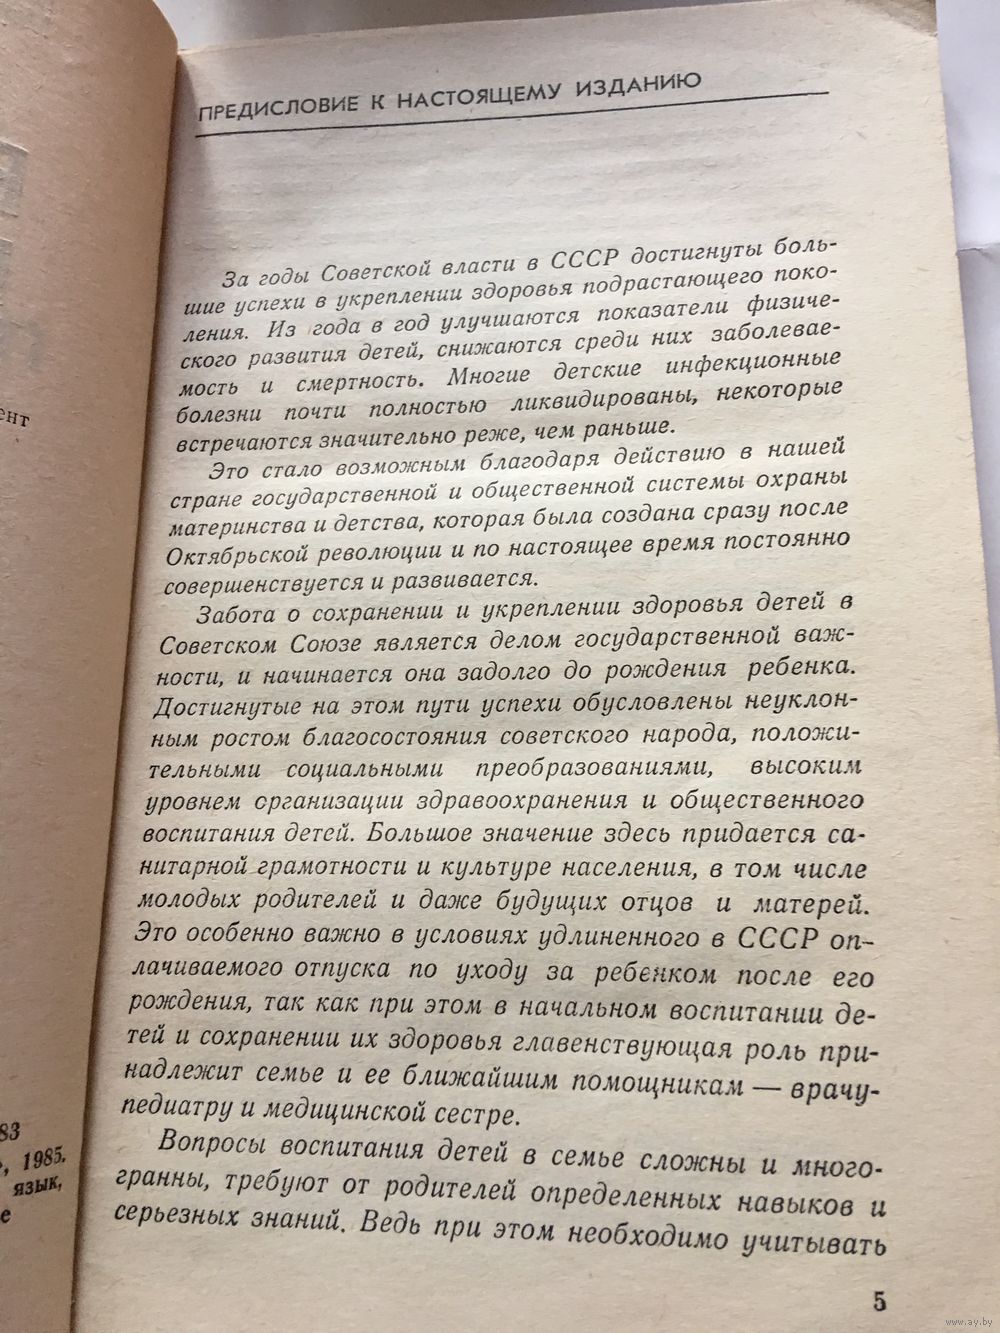 ПРЕДИСЛОВИЕ К НАСТОЯЩЕМУ ИЗДАНИЮ
За годы Советской власти в СССР достигнуты боль-
шие успехи в укреплении здоровья подрастающего поко-
ления. Из года в год улучшаются показатели физиче-
ского развития детей, снижаются среди них заболевае-
мость и смертность. Многие детские инфекционные
болезни почти полностью ликвидированы, некоторые
встречаются значительно реже, чем раньше.
Это стало возможным благодаря действию в нашей
стране государственной и общественной системы охраны
материнства и детства, которая была создана сразу после
Октябрьской революции и по настоящее время постоянно
совершенствуется и развивается.
Забота о сохранении и укреплении здоровья детей в
Советском Союзе является делом государственной важ-
ности, и начинается она задолго до рождения ребенка.
Достигнутые на этом пути успехи обусловлены неуклон-
ным ростом благосостояния советского народа, положи-
тельными социальными преобразованиями, высоким
уровнем организации здравоохранения и общественного
воспитания детей. Большое значение здесь придается са-
нитарной грамотности и культуре населения, в том числе
молодых родителей и даже будущих отцов и матерей.
Это особенно важно в условиях удлиненного в СССР оп-
лачиваемого отпуска по уходу за ребенком после его
рождения, так как при этом в начальном воспитании де-
тей и сохранении их здоровья главенствующая роль при-
надлежит семье и ее ближайшим помощникам — врачу-
педиатру и медицинской сестре.
Вопросы воспитания детей в семье сложны и много-
гранны, требуют от родителей определенных навыков и
серьезных знаний. Ведь при этом необходимо учитывать
5
ент
83
, 1985.
язык,
е
www.ay.by